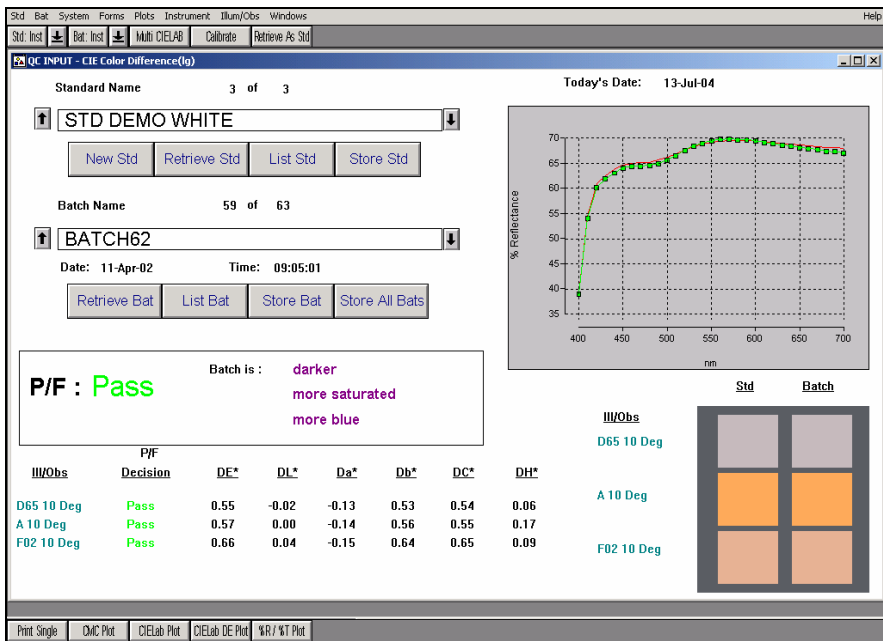 Std Bat System Forms Plots Instrument Illum/Obs Windows Help
Std: Inst Bat: Inst Multi CIELAB Calibrate Retrieve As Std
QC INPUT - CIE Color Difference(lg)
Standard Name 3 of 3
STD DEMO WHITE
New Std Retrieve Std List Std Store Std
Batch Name 59 of 63
BATCH62
Date: 11-Apr-02 Time: 09:05:01
Retrieve Bat List Bat Store Bat Store All Bats
Today's Date: 13-Jul-04
% Reflectance
70
65
60
55
50
45
40
35
400 450 500 550 600 650 700
nm
P/F : Pass
Batch is : darker
more saturated
more blue
P/F
Ill/Obs Decision DE* DL* Da* Db* DC* DH*
D65 10 Deg Pass 0.55 -0.02 -0.13 0.53 0.54 0.06
A 10 Deg Pass 0.57 0.00 -0.14 0.56 0.55 0.17
F02 10 Deg Pass 0.66 0.04 -0.15 0.64 0.65 0.09
Std Batch
Ill/Obs
D65 10 Deg
A 10 Deg
F02 10 Deg
Print Single CMC Plot CIELab Plot CIELab DE Plot %R / %T Plot